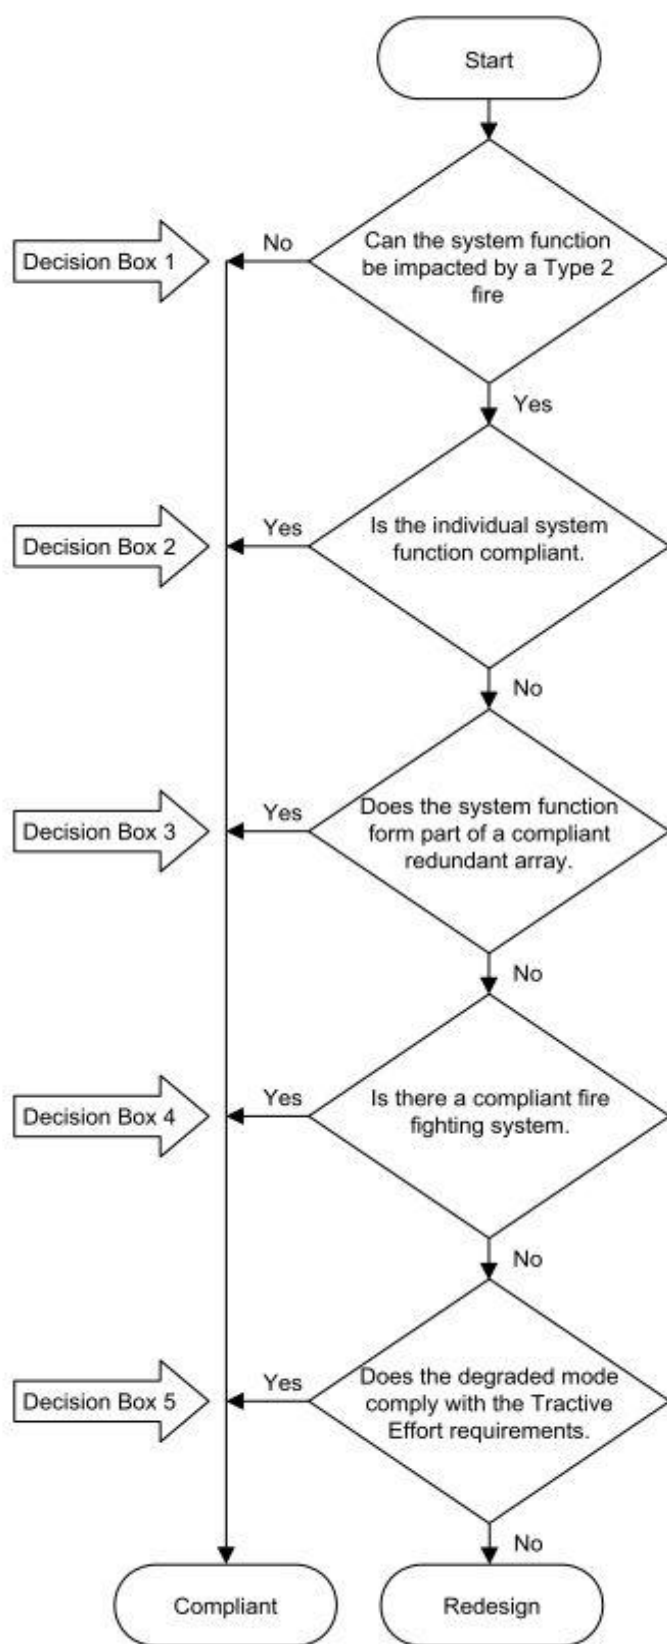 Start
Decision Box 1
No
Can the system function
be impacted by a Type 2
fire
Yes
Decision Box 2
Yes
Is the individual system
function compliant.
No
Decision Box 3
Yes
Does the system function
form part of a compliant
redundant array.
No
Decision Box 4
Yes
Is there a compliant fire
fighting system.
No
Decision Box 5
Yes
Does the degraded mode
comply with the Tractive
Effort requirements.
No
Compliant
Redesign